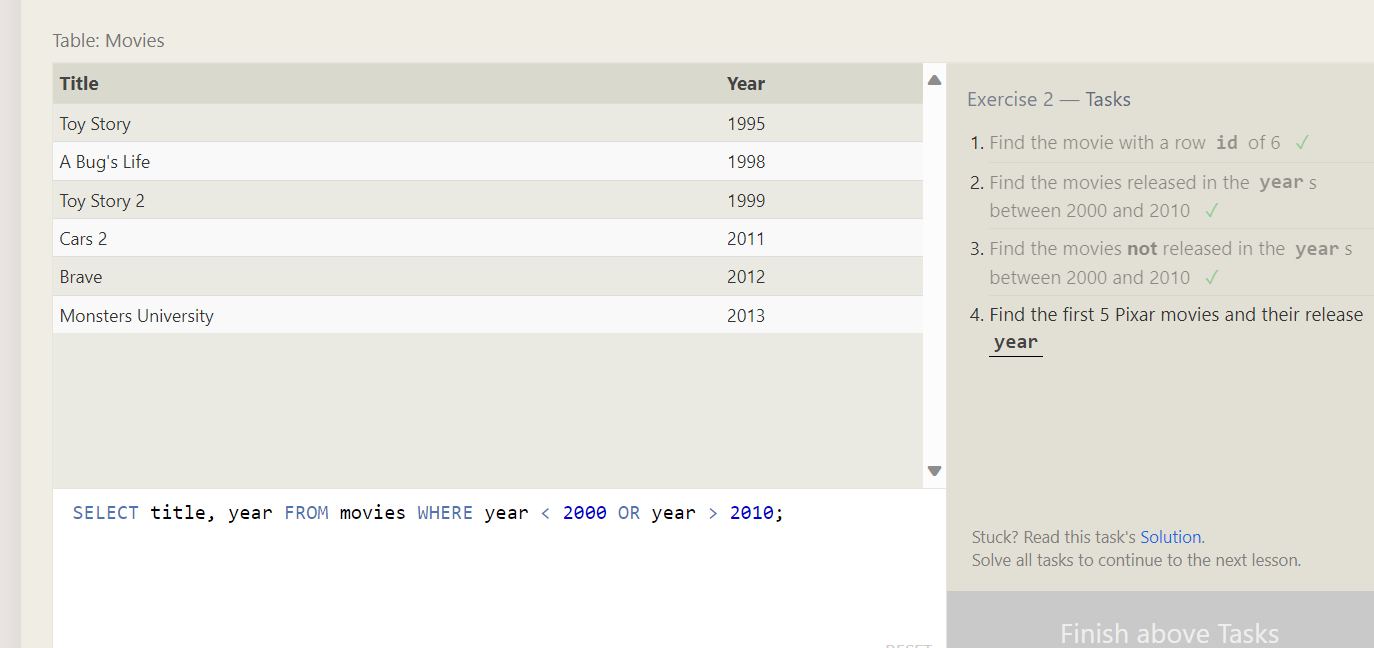 Table: Movies
Title Year
Toy Story 1995
A Bug's Life 1998
Toy Story 2 1999
Cars 2 2011
Brave 2012
Monsters University 2013
SELECT title, year FROM movies WHERE year < 2000 OR year > 2010;
RESET
Exercise 2 — Tasks
1. Find the movie with a row id of 6 ✓
2. Find the movies released in the year s
between 2000 and 2010 ✓
3. Find the movies not released in the year s
between 2000 and 2010 ✓
4. Find the first 5 Pixar movies and their release
year
Stuck? Read this task's Solution.
Solve all tasks to continue to the next lesson.
Finish above Tasks